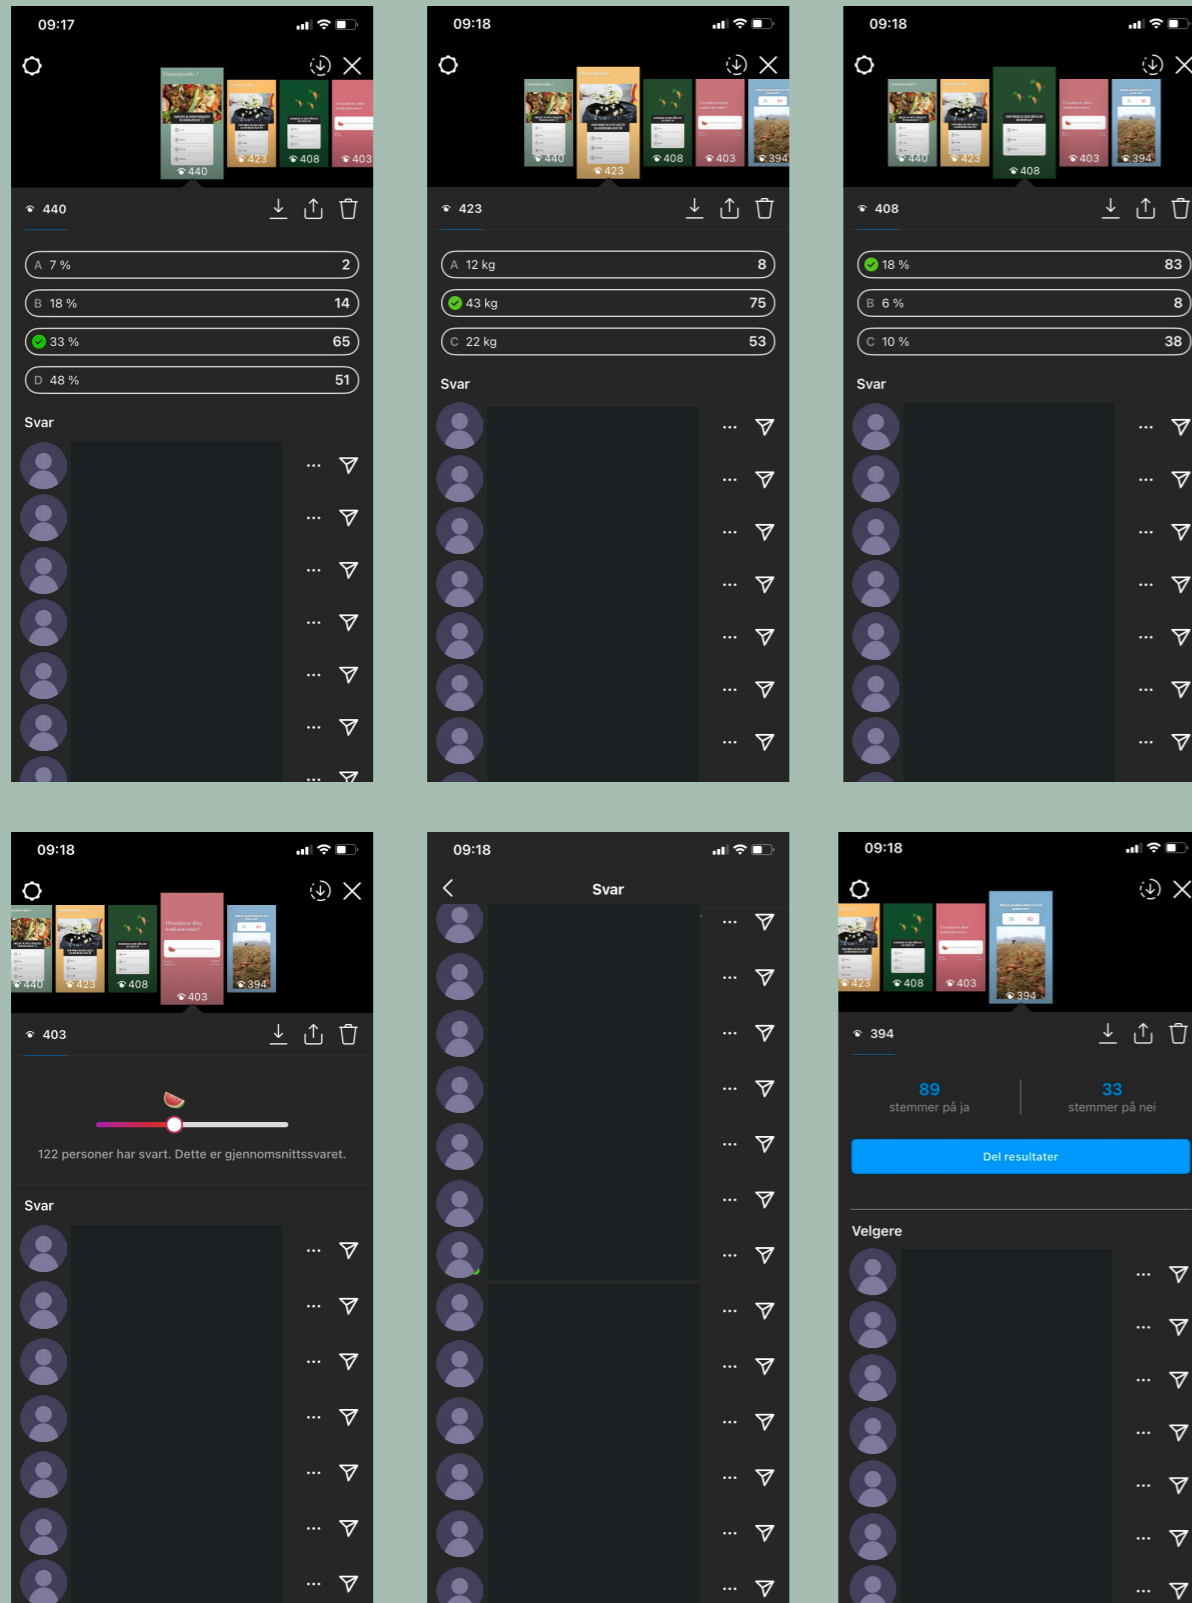 09:17
440
423
408
403
440
A 7 % 2
B 18 % 14
33 % 65
D 48 % 51
Svar
09:18
440
423
408
403
394
423
A 12 kg 8
43 kg 75
C 22 kg 53
Svar
09:18
440
423
408
403
394
408
18 % 83
B 6 % 8
C 10 % 38
Svar
09:18
440
423
408
403
394
403
122 personer har svart. Dette er gjennomsnittssvaret.
Svar
09:18
Svar
09:18
423
408
403
394
394
89
stemmer på ja
33
stemmer på nei
Del resultater
Velgere